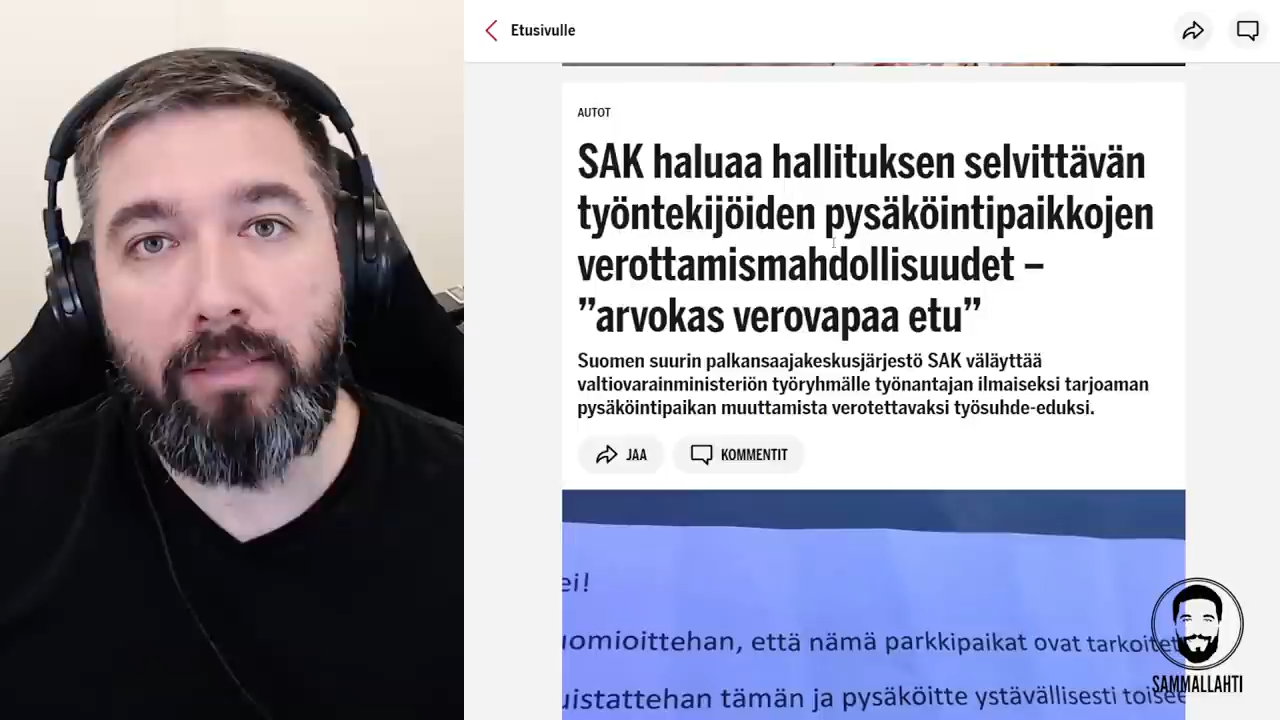 Etusivulle
AUTOT
SAK haluaa hallituksen selvittävän
työntekijöiden pysäköintipaikkojen
verottamismahdollisuudet –
”arvokas verovapaa etu”
Suomen suurin palkansaajakeskusjärjestö SAK väläyttää
valtiovarainministeriön työryhmälle työnantajan ilmaiseksi tarjoaman
pysäköintipaikan muuttamista verotettavaksi työsuhde-eduksi.
JAA
KOMMENTIT
ei!
uomioittehan, että nämä parkkipaikat ovat tarkoitet
uistattehan tämän ja pysäköitte ystävällisesti toisee
SAMMALLAHTI